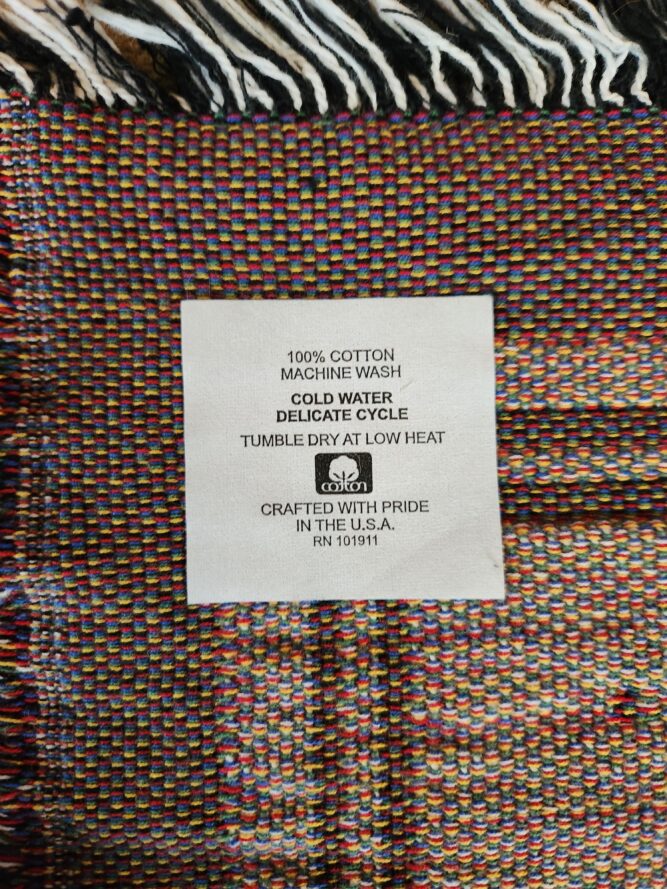 100% COTTON
MACHINE WASH
COLD WATER
DELICATE CYCLE
TUMBLE DRY AT LOW HEAT
cotton
CRAFTED WITH PRIDE
IN THE U.S.A.
RN 101911